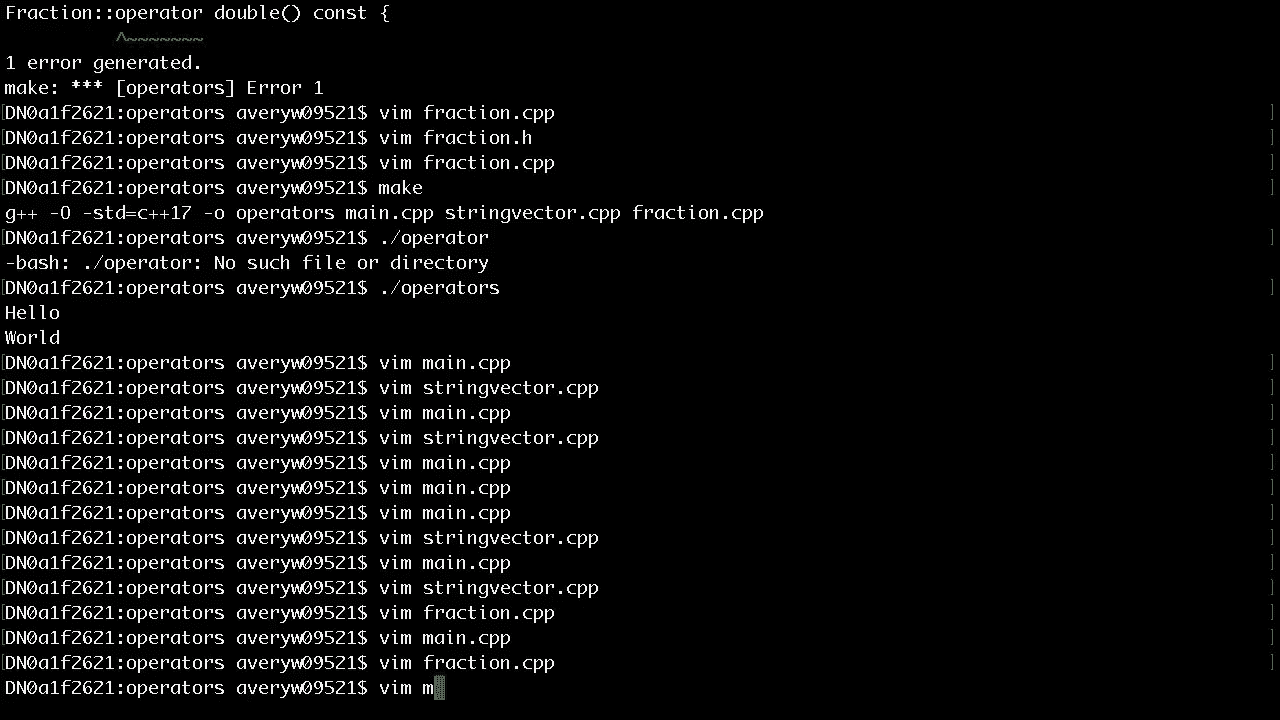 Fraction::operator double() const {
^~~~~~~~
1 error generated.
make: *** [operators] Error 1
[DN0a1f2621:operators averyw09521$ vim fraction.cpp ]
[DN0a1f2621:operators averyw09521$ vim fraction.h ]
[DN0a1f2621:operators averyw09521$ vim fraction.cpp ]
[DN0a1f2621:operators averyw09521$ make ]
g++ -O -std=c++17 -o operators main.cpp stringvector.cpp fraction.cpp
[DN0a1f2621:operators averyw09521$ ./operator ]
-bash: ./operator: No such file or directory
[DN0a1f2621:operators averyw09521$ ./operators ]
Hello
World
[DN0a1f2621:operators averyw09521$ vim main.cpp ]
[DN0a1f2621:operators averyw09521$ vim stringvector.cpp ]
[DN0a1f2621:operators averyw09521$ vim main.cpp ]
[DN0a1f2621:operators averyw09521$ vim stringvector.cpp ]
[DN0a1f2621:operators averyw09521$ vim main.cpp ]
[DN0a1f2621:operators averyw09521$ vim main.cpp ]
[DN0a1f2621:operators averyw09521$ vim main.cpp ]
[DN0a1f2621:operators averyw09521$ vim stringvector.cpp ]
[DN0a1f2621:operators averyw09521$ vim main.cpp ]
[DN0a1f2621:operators averyw09521$ vim stringvector.cpp ]
[DN0a1f2621:operators averyw09521$ vim fraction.cpp ]
[DN0a1f2621:operators averyw09521$ vim main.cpp ]
[DN0a1f2621:operators averyw09521$ vim fraction.cpp ]
DN0a1f2621:operators averyw09521$ vim m